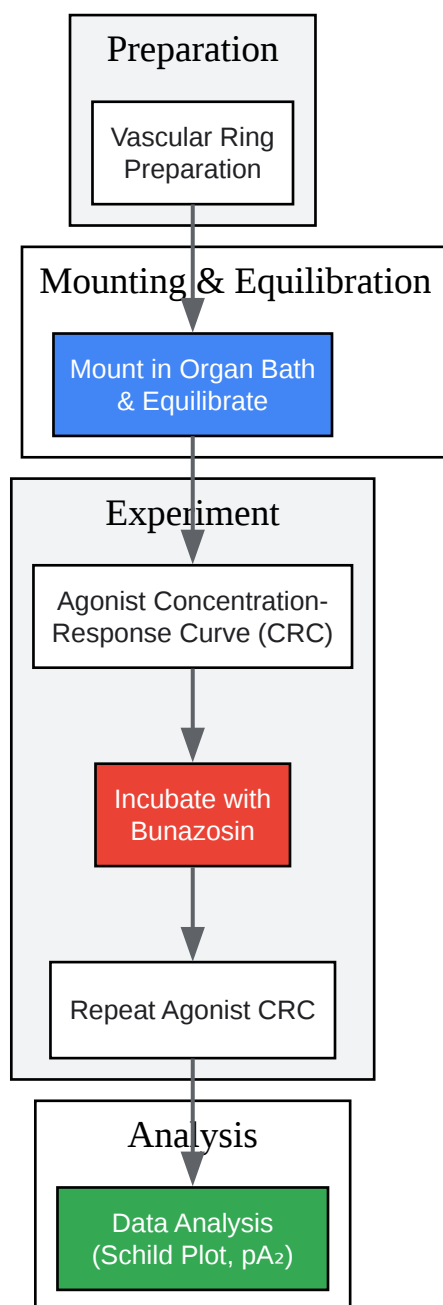 Preparation
Vascular Ring
Preparation
Mounting & Equilibration
Mount in Organ Bath
& Equilibrate
Experiment
Agonist Concentration-
Response Curve (CRC)
Incubate with
Bunazosin
Repeat Agonist CRC
Analysis
Data Analysis
(Schild Plot, pA₂)